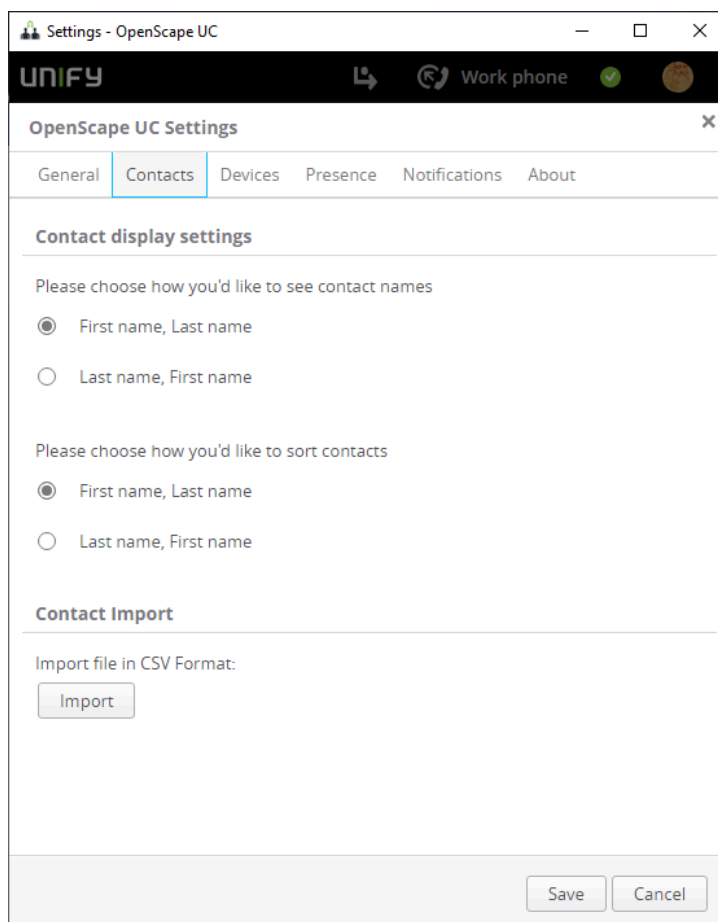 Settings - OpenScape UC
UNIFY Work phone
OpenScape UC Settings
General Contacts Devices Presence Notifications About
Contact display settings
Please choose how you'd like to see contact names
First name, Last name
Last name, First name
Please choose how you'd like to sort contacts
First name, Last name
Last name, First name
Contact Import
Import file in CSV Format:
Import
Save Cancel